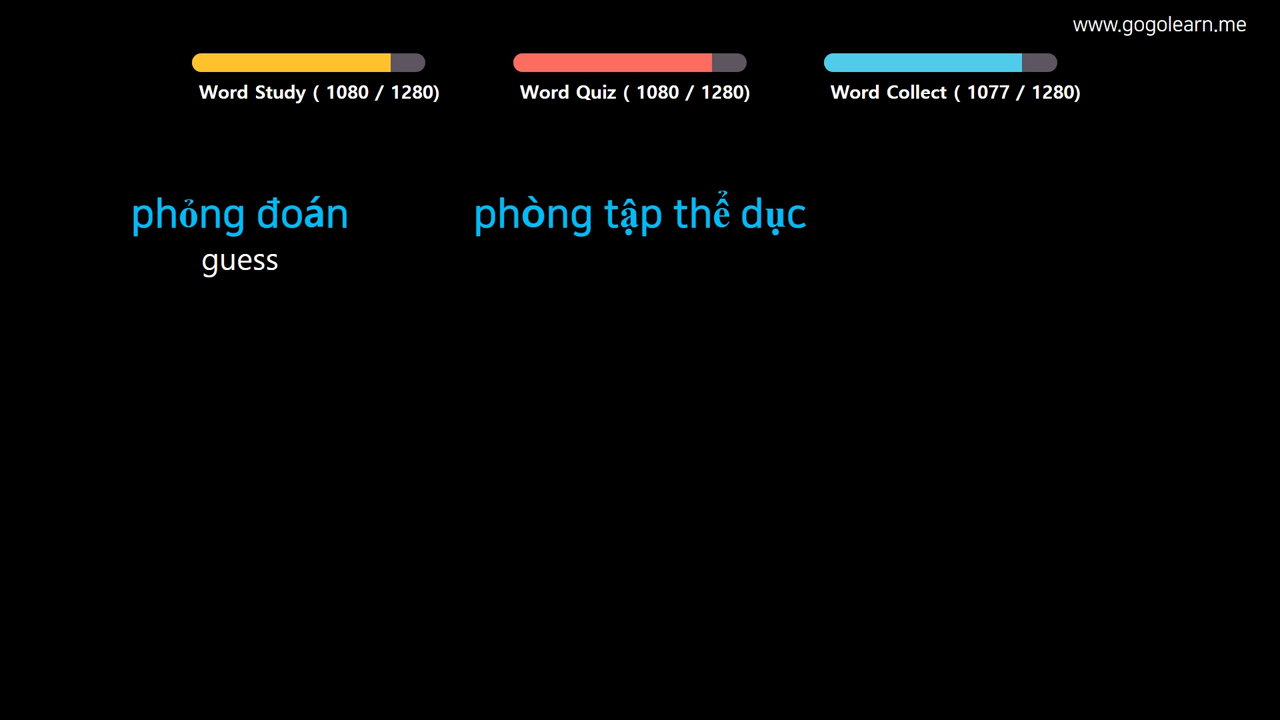 www.gogolearn.me
Word Study ( 1080 / 1280)
Word Quiz ( 1080 / 1280)
Word Collect ( 1077 / 1280)
phỏng đoán
guess
phòng tập thể dục